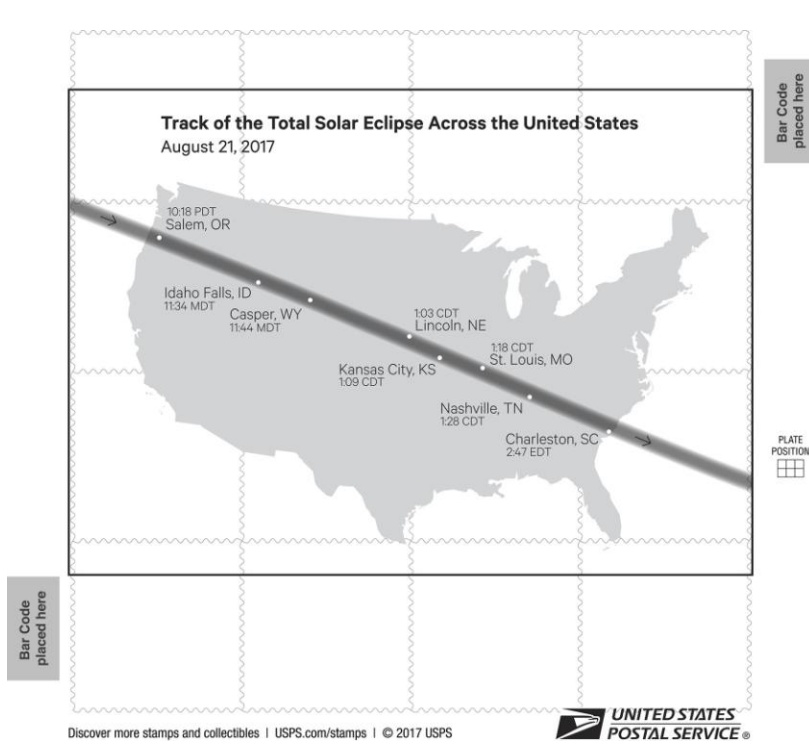 Bar Code
placed here
Track of the Total Solar Eclipse Across the United States
August 21, 2017
10:18 PDT
Salem, OR
Idaho Falls, ID
11:34 MDT
Casper, WY
11:44 MDT
1:03 CDT
Lincoln, NE
1:18 CDT
St. Louis, MO
Kansas City, KS
1:09 CDT
Nashville, TN
1:28 CDT
Charleston, SC
2:47 EDT
PLATE
POSITION
Bar Code
placed here
Discover more stamps and collectibles | USPS.com/stamps | © 2017 USPS
UNITED STATES
POSTAL SERVICE ®